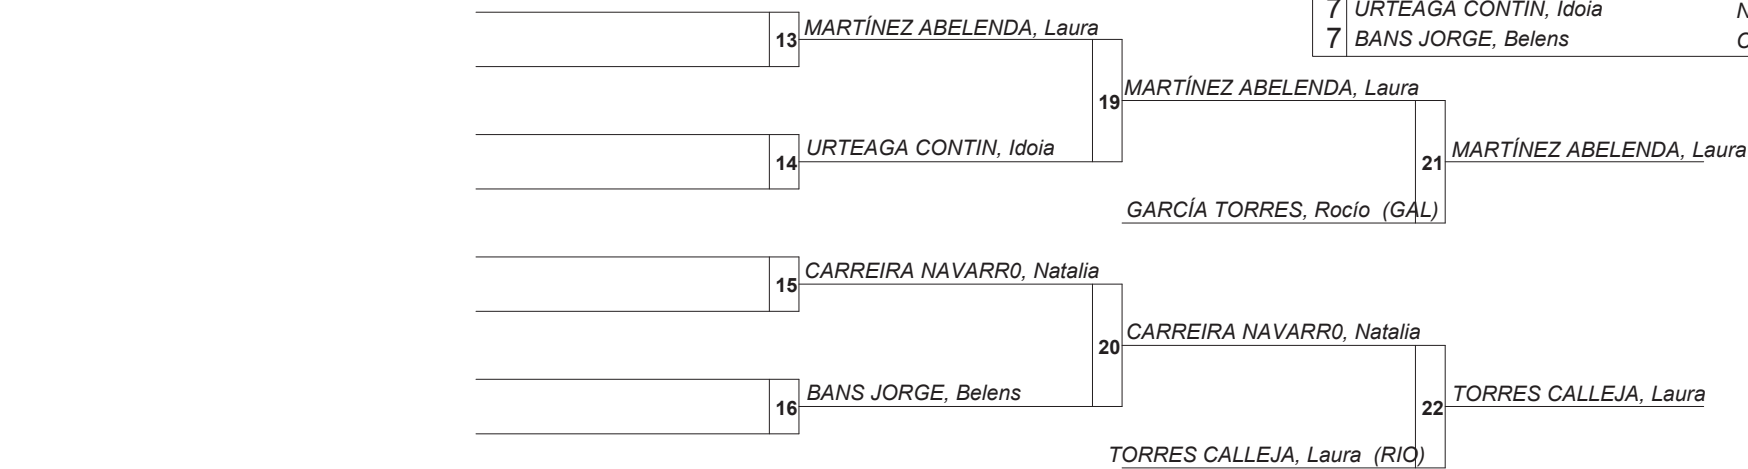 7 URTEAGA CONTIN, Idoia
7 BANS JORGE, Belens
13 MARTÍNEZ ABELENDA, Laura
19 MARTÍNEZ ABELENDA, Laura
14 URTEAGA CONTIN, Idoia
21 MARTÍNEZ ABELENDA, Laura
GARCÍA TORRES, Rocío (GAL)
15 CARREIRA NAVARR0, Natalia
20 CARREIRA NAVARR0, Natalia
16 BANS JORGE, Belens
22 TORRES CALLEJA, Laura
TORRES CALLEJA, Laura (RIO)